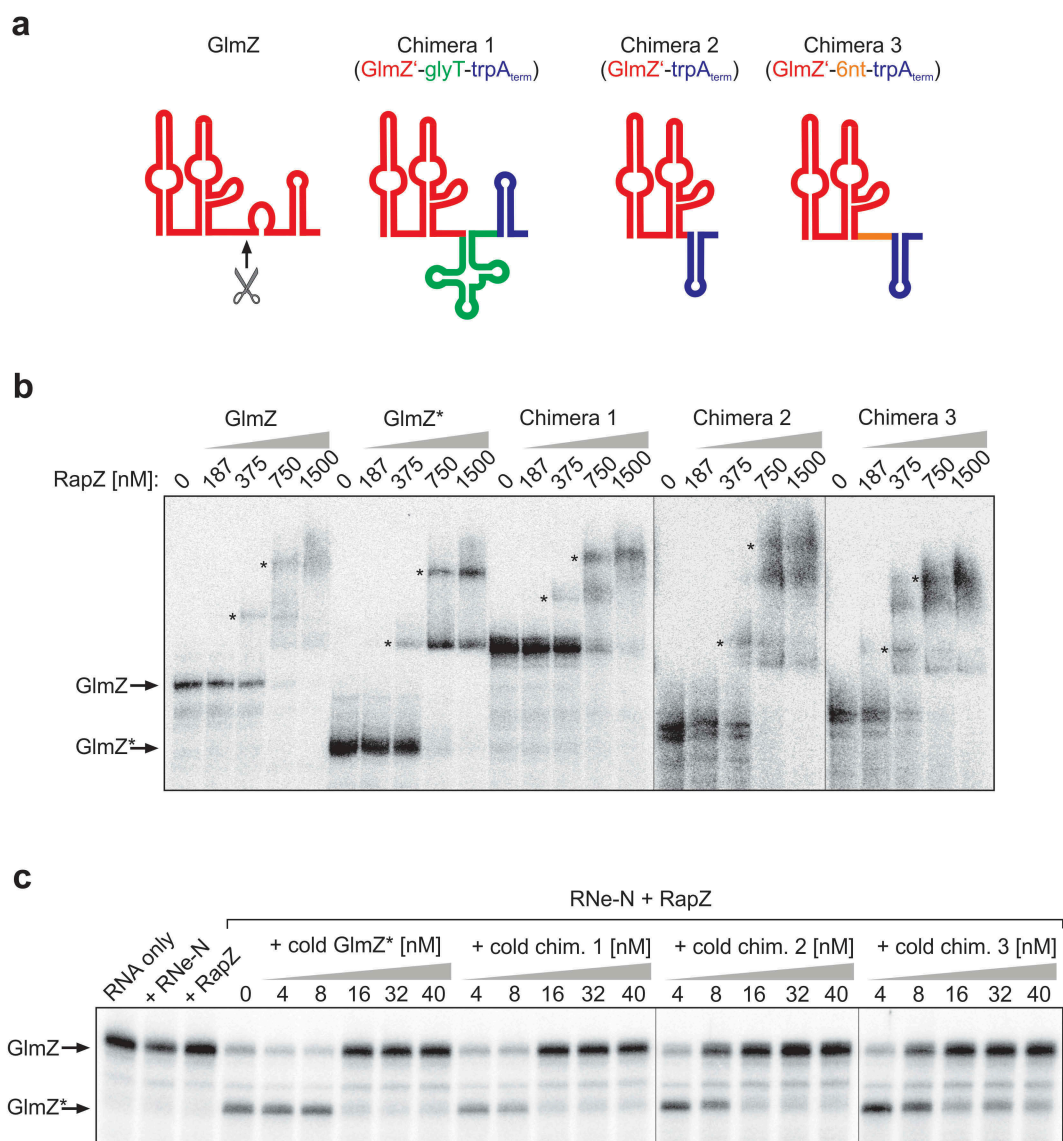 a
GlmZ
Chimera 1
(GlmZ‘-glyT-trpAterm)
Chimera 2
(GlmZ‘-trpAterm)
Chimera 3
(GlmZ‘-6nt-trpAterm)
b
GlmZ GlmZ* Chimera 1 Chimera 2 Chimera 3
RapZ [nM]: 0 187 375 750 1500 0 187 375 750 1500 0 187 375 750 1500 0 187 375 750 1500 0 187 375 750 1500
* * * * * * * * * *
GlmZ
GlmZ*
c
RNe-N + RapZ
RNA only + RNe-N + RapZ
+ cold GlmZ* [nM] + cold chim. 1 [nM] + cold chim. 2 [nM] + cold chim. 3 [nM]
0 4 8 16 32 40 4 8 16 32 40 4 8 16 32 40 4 8 16 32 40
GlmZ
GlmZ*